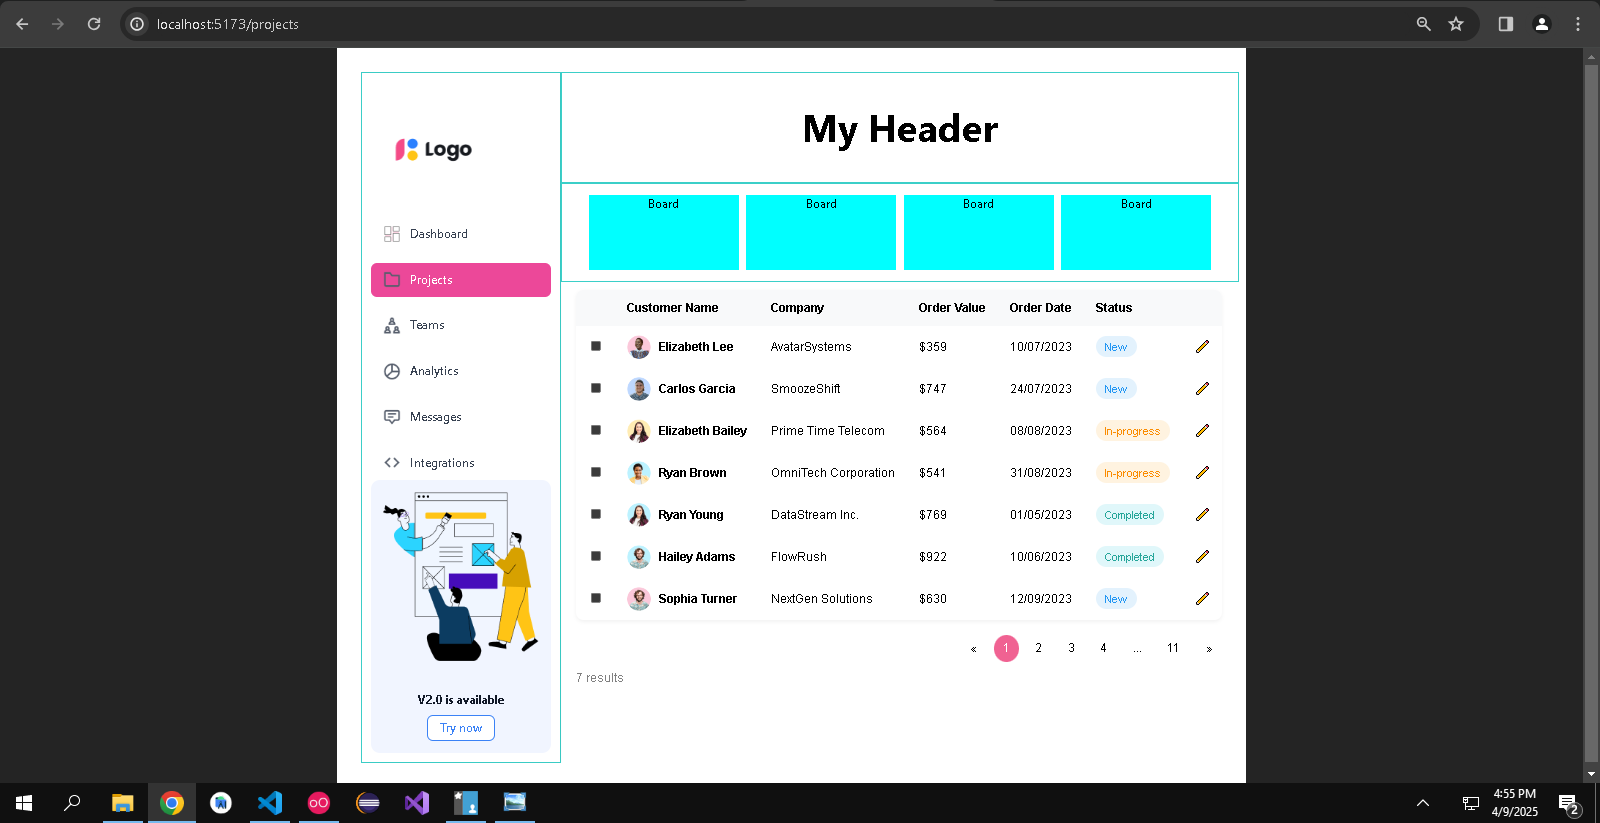 localhost:5173/projects
Logo
Dashboard
Projects
Teams
Analytics
Messages
Integrations
V2.0 is available
Try now
My Header
Board Board Board Board
Customer Name Company Order Value Order Date Status
Elizabeth Lee AvatarSystems $359 10/07/2023 New
Carlos Garcia SmoozeShift $747 24/07/2023 New
Elizabeth Bailey Prime Time Telecom $564 08/08/2023 In-progress
Ryan Brown OmniTech Corporation $541 31/08/2023 In-progress
Ryan Young DataStream Inc. $769 01/05/2023 Completed
Hailey Adams FlowRush $922 10/06/2023 Completed
Sophia Turner NextGen Solutions $630 12/09/2023 New
« 1 2 3 4 ... 11 »
7 results
4:55 PM
4/9/2025
2